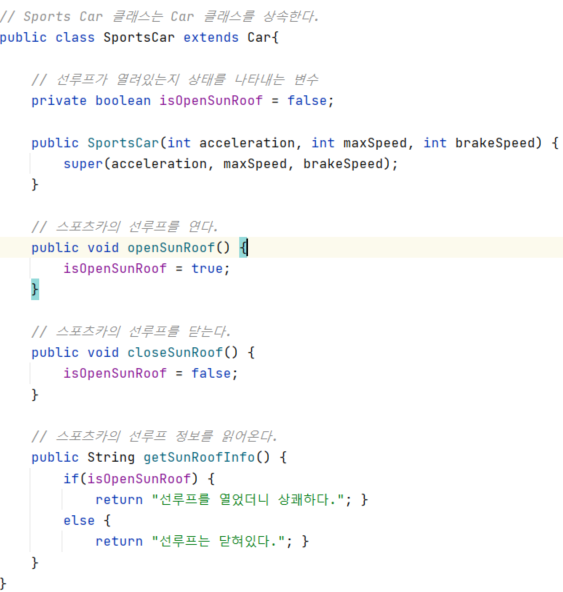 // Sports Car 클래스는 Car 클래스를 상속한다.
public class SportsCar extends Car{
// 선루프가 열려있는지 상태를 나타내는 변수
private boolean isOpenSunRoof = false;
public SportsCar(int acceleration, int maxSpeed, int brakeSpeed) {
super(acceleration, maxSpeed, brakeSpeed);
}
// 스포츠카의 선루프를 연다.
public void openSunRoof() {
isOpenSunRoof = true;
}
// 스포츠카의 선루프를 닫는다.
public void closeSunRoof() {
isOpenSunRoof = false;
}
// 스포츠카의 선루프 정보를 읽어온다.
public String getSunRoofInfo() {
if(isOpenSunRoof) {
return "선루프를 열었더니 상쾌하다."; }
else {
return "선루프는 닫혀있다."; }
}
}